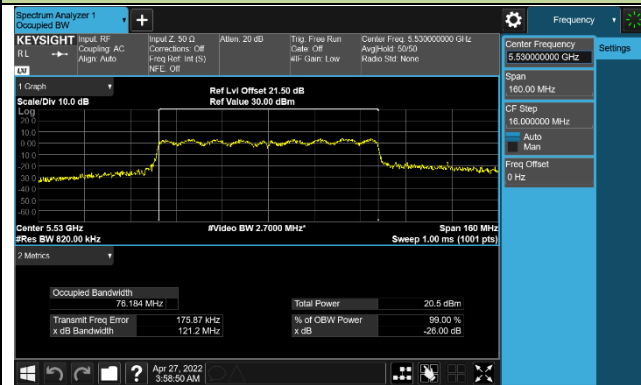 Spectrum Analyzer 1
Occupied BW
Frequency
KEYSIGHT
RL
Input: RF
Coupling: AC
Align: Auto
Input Z: 50 Ω
Corrections: Off
Freq Ref: Int (S)
NFE: Off
Atten: 20 dB
Trig: Free Run
Gate: Off
#IF Gain: Low
Center Freq: 5.530000000 GHz
Avg|Hold: 50/50
Radio Std: None
LXI
Center Frequency
5.530000000 GHz
Settings
Span
160.00 MHz
CF Step
16.000000 MHz
Auto
Man
Freq Offset
0 Hz
1 Graph
Scale/Div 10.0 dB
Ref Lvl Offset 21.50 dB
Ref Value 30.00 dBm
Log
20.0
10.0
0.00
-10.0
-20.0
-30.0
-40.0
-50.0
-60.0
Center 5.53 GHz
#Res BW 820.00 kHz
#Video BW 2.7000 MHz*
Span 160 MHz
Sweep 1.00 ms (1001 pts)
2 Metrics
Occupied Bandwidth
76.184 MHz
Total Power
20.5 dBm
Transmit Freq Error
175.87 kHz
% of OBW Power
99.00 %
x dB Bandwidth
121.2 MHz
x dB
-26.00 dB
?
Apr 27, 2022
3:58:50 AM